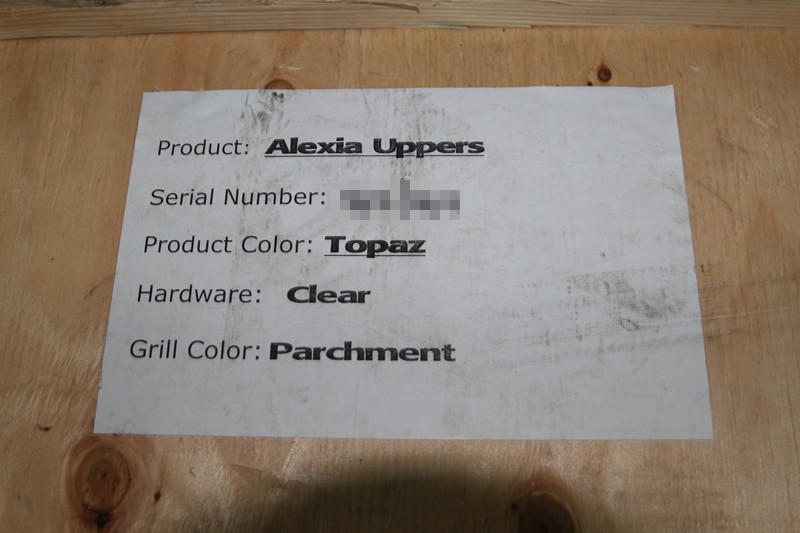 Product: Alexia Uppers
Serial Number:
Product Color: Topaz
Hardware: Clear
Grill Color: Parchment